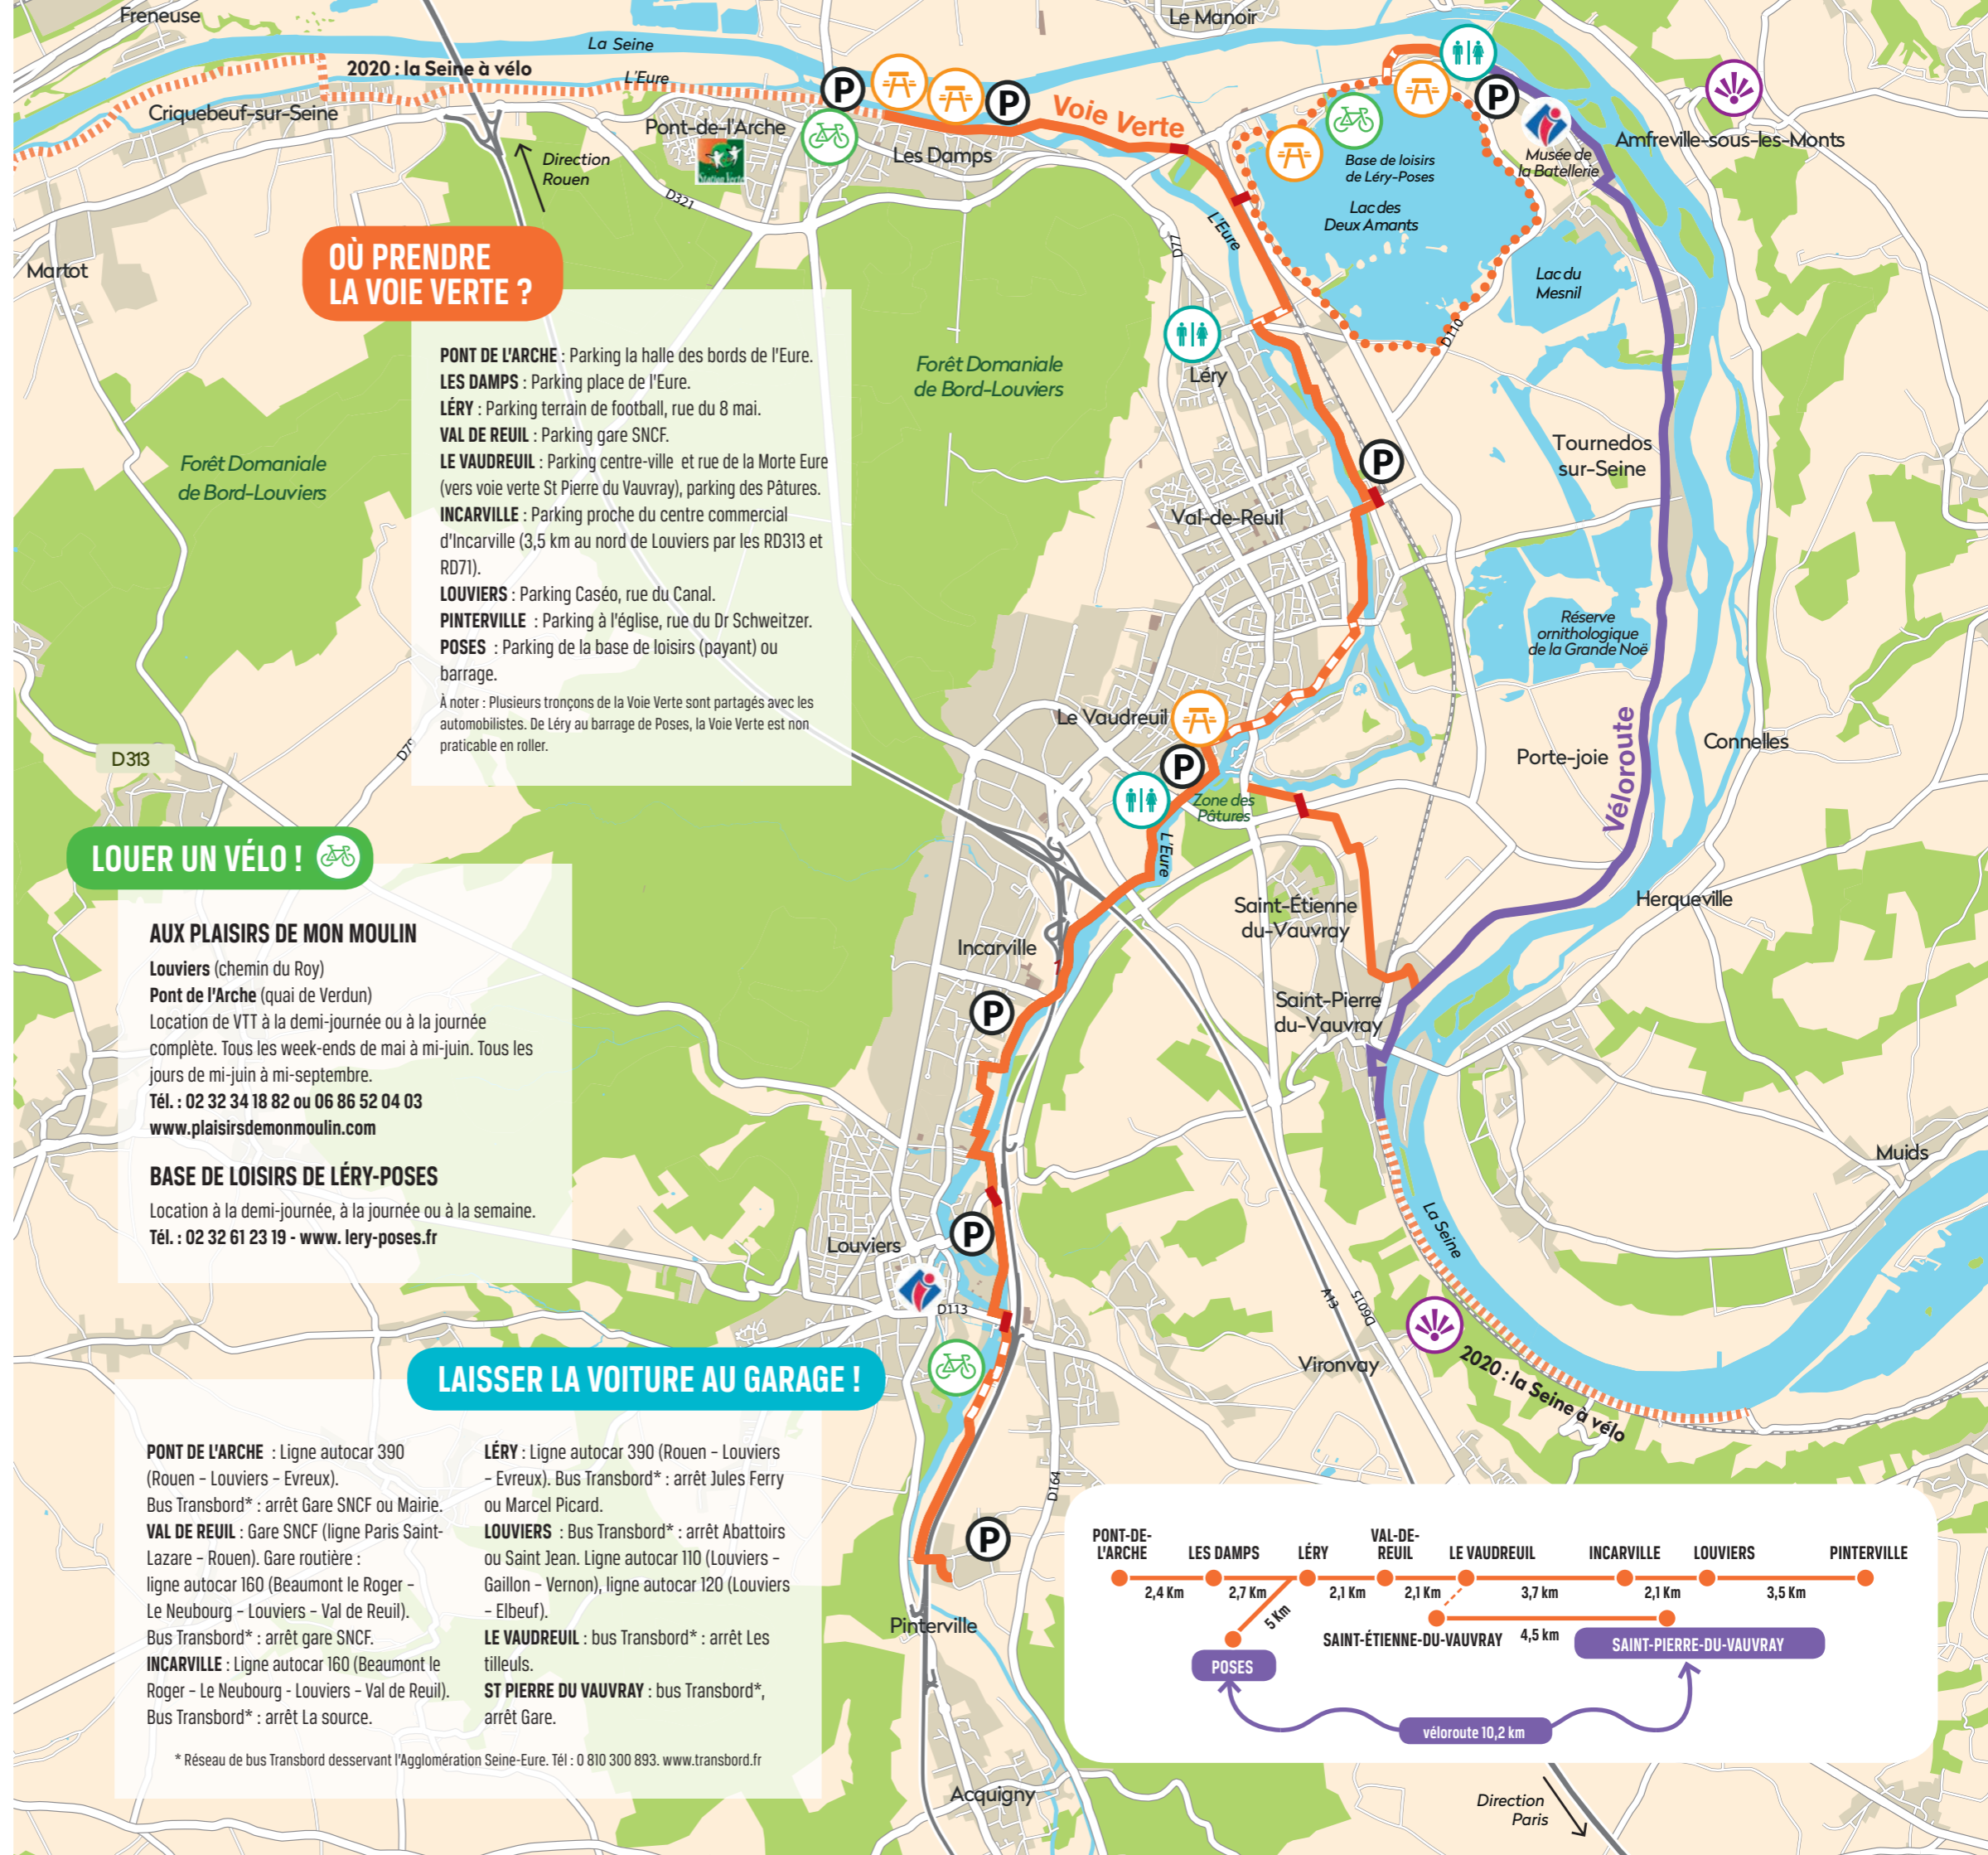 Freneuse
La Seine
Le Manoir
2020 : la Seine à vélo
L'Eure
Criquebeuf-sur-Seine
P
P
Voie Verte
P
Pont-de-l'Arche
Les Damps
Station Verte
Direction
Rouen
D321
Amfreville-sous-les-Monts
Musée de
la Batellerie
Base de loisirs
de Léry-Poses
Lac des
Deux Amants
L'Eure
D77
Lac du
Mesnil
D110
Martot
OÙ PRENDRE
LA VOIE VERTE ?
PONT DE L'ARCHE : Parking la halle des bords de l'Eure.
LES DAMPS : Parking place de l'Eure.
LÉRY : Parking terrain de football, rue du 8 mai.
VAL DE REUIL : Parking gare SNCF.
LE VAUDREUIL : Parking centre-ville et rue de la Morte Eure
(vers voie verte St Pierre du Vauvray), parking des Pâtures.
INCARVILLE : Parking proche du centre commercial
d'Incarville (3,5 km au nord de Louviers par les RD313 et
RD71).
LOUVIERS : Parking Caséo, rue du Canal.
PINTERVILLE : Parking à l'église, rue du Dr Schweitzer.
POSES : Parking de la base de loisirs (payant) ou
barrage.
À noter : Plusieurs tronçons de la Voie Verte sont partagés avec les
automobilistes. De Léry au barrage de Poses, la Voie Verte est non
praticable en roller.
Forêt Domaniale
de Bord-Louviers
Forêt Domaniale
de Bord-Louviers
Léry
P
Val-de-Reuil
Tournedos
sur-Seine
Réserve
ornithologique
de la Grande Noë
Le Vaudreuil
P
Zone des
Pâtures
L'Eure
Porte-joie
Véloroute
Connelles
Herqueville
D313
LOUER UN VÉLO !
AUX PLAISIRS DE MON MOULIN
Louviers (chemin du Roy)
Pont de l'Arche (quai de Verdun)
Location de VTT à la demi-journée ou à la journée
complète. Tous les week-ends de mai à mi-juin. Tous les
jours de mi-juin à mi-septembre.
Tél. : 02 32 34 18 82 ou 06 86 52 04 03
www.plaisirsdemonmoulin.com
BASE DE LOISIRS DE LÉRY-POSES
Location à la demi-journée, à la journée ou à la semaine.
Tél. : 02 32 61 23 19 - www. lery-poses.fr
Incarville
P
Saint-Étienne
du-Vauvray
Saint-Pierre
du-Vauvray
Muids
La Seine
Louviers
P
D113
A13
D6015
Vironvay
2020 : la Seine à vélo
D164
P
Pinterville
Acquigny
LAISSER LA VOITURE AU GARAGE !
PONT DE L'ARCHE : Ligne autocar 390
(Rouen – Louviers – Evreux).
Bus Transbord* : arrêt Gare SNCF ou Mairie.
VAL DE REUIL : Gare SNCF (ligne Paris Saint-
Lazare – Rouen). Gare routière :
ligne autocar 160 (Beaumont le Roger –
Le Neubourg – Louviers – Val de Reuil).
Bus Transbord* : arrêt gare SNCF.
INCARVILLE : Ligne autocar 160 (Beaumont le
Roger – Le Neubourg - Louviers – Val de Reuil).
Bus Transbord* : arrêt La source.
LÉRY : Ligne autocar 390 (Rouen – Louviers
– Evreux). Bus Transbord* : arrêt Jules Ferry
ou Marcel Picard.
LOUVIERS : Bus Transbord* : arrêt Abattoirs
ou Saint Jean. Ligne autocar 110 (Louviers –
Gaillon – Vernon), ligne autocar 120 (Louviers
– Elbeuf).
LE VAUDREUIL : bus Transbord* : arrêt Les
tilleuls.
ST PIERRE DU VAUVRAY : bus Transbord*,
arrêt Gare.
* Réseau de bus Transbord desservant l'Agglomération Seine-Eure. Tél : 0 810 300 893. www.transbord.fr
PONT-DE-
L'ARCHE
LES DAMPS
LÉRY
VAL-DE-
REUIL
LE VAUDREUIL
INCARVILLE
LOUVIERS
PINTERVILLE
2,4 Km
2,7 Km
2,1 Km
2,1 Km
3,7 km
2,1 Km
3,5 Km
5 Km
SAINT-ÉTIENNE-DU-VAUVRAY
4,5 km
SAINT-PIERRE-DU-VAUVRAY
POSES
véloroute 10,2 km
Direction
Paris